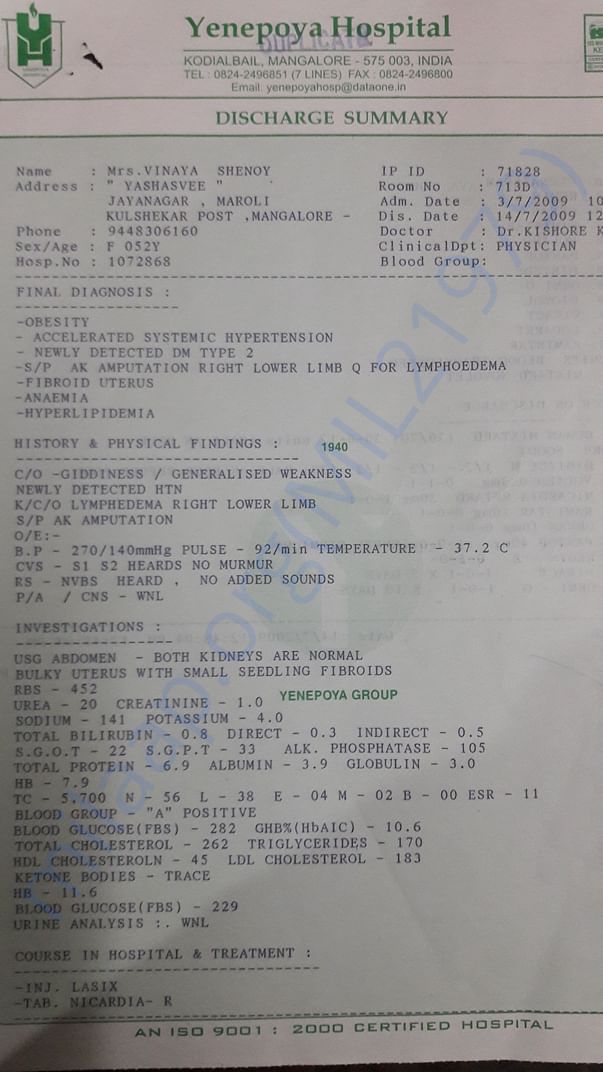 Yenepoya Hospital
DUPLICATE
KODIALBAIL, MANGALORE - 575 003, INDIA
TEL : 0824-2496851 (7 LINES) FAX : 0824-2496800
Email: yenepoyahosp@dataone.in
DISCHARGE SUMMARY
Name : Mrs.VINAYA SHENOY IP ID : 71828
Address : " YASHASVEE " Room No : 713D
JAYANAGAR , MAROLI Adm. Date : 3/7/2009 10
KULSHEKAR POST ,MANGALORE - Dis. Date : 14/7/2009 12
Phone : 9448306160 Doctor : Dr.KISHORE K
Sex/Age : F 052Y ClinicalDpt: PHYSICIAN
Hosp.No : 1072868 Blood Group:
FINAL DIAGNOSIS :
-OBESITY
- ACCELERATED SYSTEMIC HYPERTENSION
- NEWLY DETECTED DM TYPE 2
-S/P AK AMPUTATION RIGHT LOWER LIMB Q FOR LYMPHOEDEMA
-FIBROID UTERUS
-ANAEMIA
-HYPERLIPIDEMIA
HISTORY & PHYSICAL FINDINGS : 1940
C/O -GIDDINESS / GENERALISED WEAKNESS
NEWLY DETECTED HTN
K/C/O LYMPHEDEMA RIGHT LOWER LIMB
S/P AK AMPUTATION
O/E:-
B.P - 270/140mmHg PULSE - 92/min TEMPERATURE - 37.2 C
CVS - S1 S2 HEARDS NO MURMUR
RS - NVBS HEARD , NO ADDED SOUNDS
P/A / CNS - WNL
INVESTIGATIONS :
USG ABDOMEN - BOTH KIDNEYS ARE NORMAL
BULKY UTERUS WITH SMALL SEEDLING FIBROIDS
RBS - 452
YENEPOYA GROUP
UREA - 20 CREATININE - 1.0
SODIUM - 141 POTASSIUM - 4.0
TOTAL BILIRUBIN - 0.8 DIRECT - 0.3 INDIRECT - 0.5
S.G.O.T - 22 S.G.P.T - 33 ALK. PHOSPHATASE - 105
TOTAL PROTEIN - 6.9 ALBUMIN - 3.9 GLOBULIN - 3.0
HB - 7.9
TC - 5.700 N - 56 L - 38 E - 04 M - 02 B - 00 ESR - 11
BLOOD GROUP - "A" POSITIVE
BLOOD GLUCOSE(FBS) - 282 GHB%(HbAIC) - 10.6
TOTAL CHOLESTEROL - 262 TRIGLYCERIDES - 170
HDL CHOLESTEROLN - 45 LDL CHOLESTEROL - 183
KETONE BODIES - TRACE
HB - 11.6
BLOOD GLUCOSE(FBS) - 229
URINE ANALYSIS :. WNL
COURSE IN HOSPITAL & TREATMENT :
-INJ. LASIX
-TAB. NICARDIA- R
AN ISO 9001 : 2000 CERTIFIED HOSPITAL